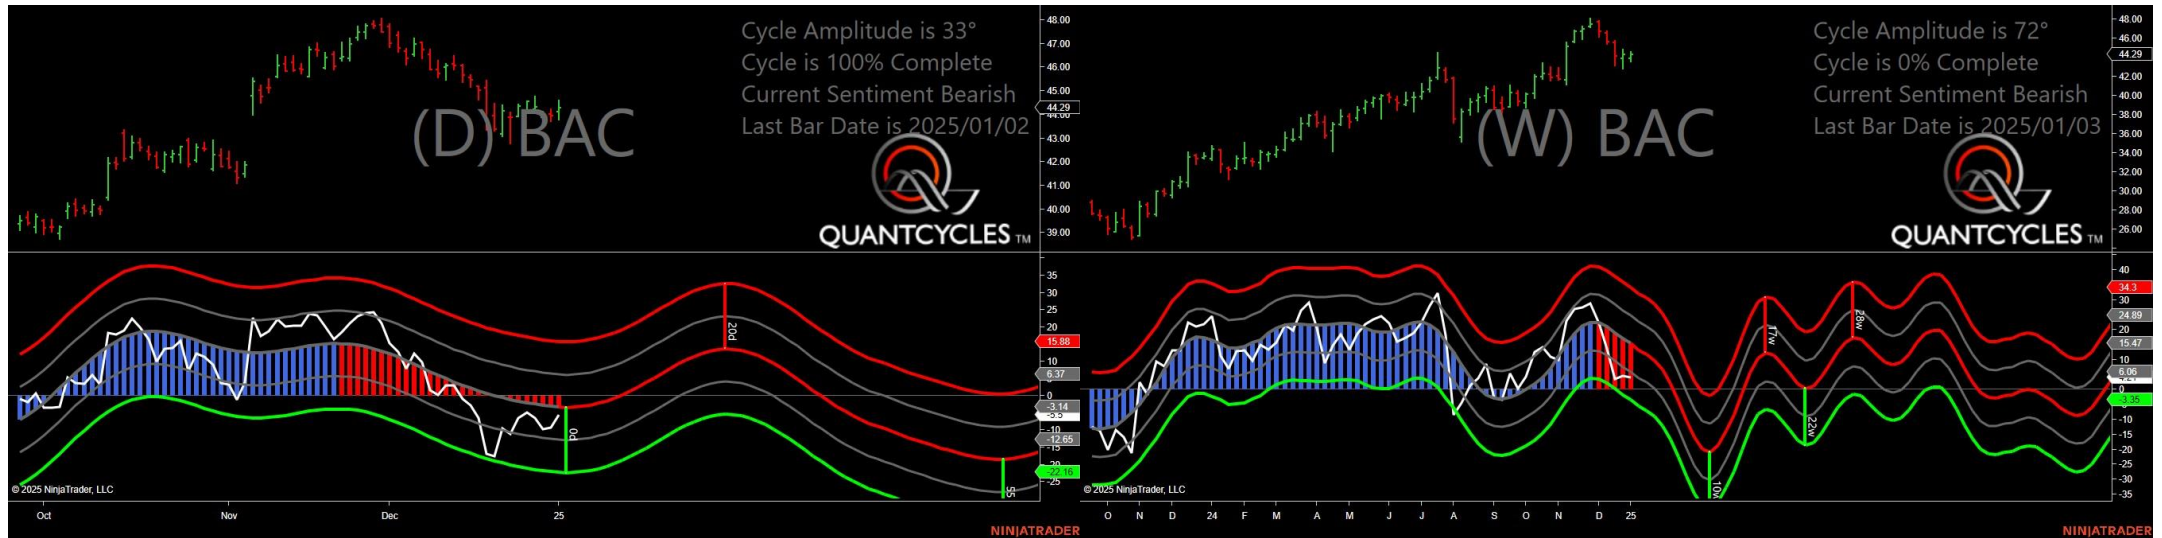 Cycle Amplitude is 33°
Cycle is 100% Complete
Current Sentiment Bearish
Last Bar Date is 2025/01/02
(D) BAC
QUANTCYCLES TM
48.00
47.00
46.00
45.00
44.29
44.00
43.00
42.00
41.00
40.00
39.00
35
30
25
20
15.88
10
6.37
0
-3.14
-5.5
-10
-12.65
-15
-20
-22.16
-25
0d
20d
55
© 2025 NinjaTrader, LLC
Oct Nov Dec 25
NINJATRADER
Cycle Amplitude is 72°
Cycle is 0% Complete
Current Sentiment Bearish
Last Bar Date is 2025/01/03
(W) BAC
QUANTCYCLES TM
48.00
46.00
44.29
42.00
40.00
38.00
36.00
34.00
32.00
30.00
28.00
26.00
40
34.3
30
24.89
20
15.47
10
6.06
0
-3.35
-10
-15
-20
-25
-30
-35
10w
17w
22w
28w
© 2025 NinjaTrader, LLC
O N D 24 F M A M J J A S O N D 25
NINJATRADER